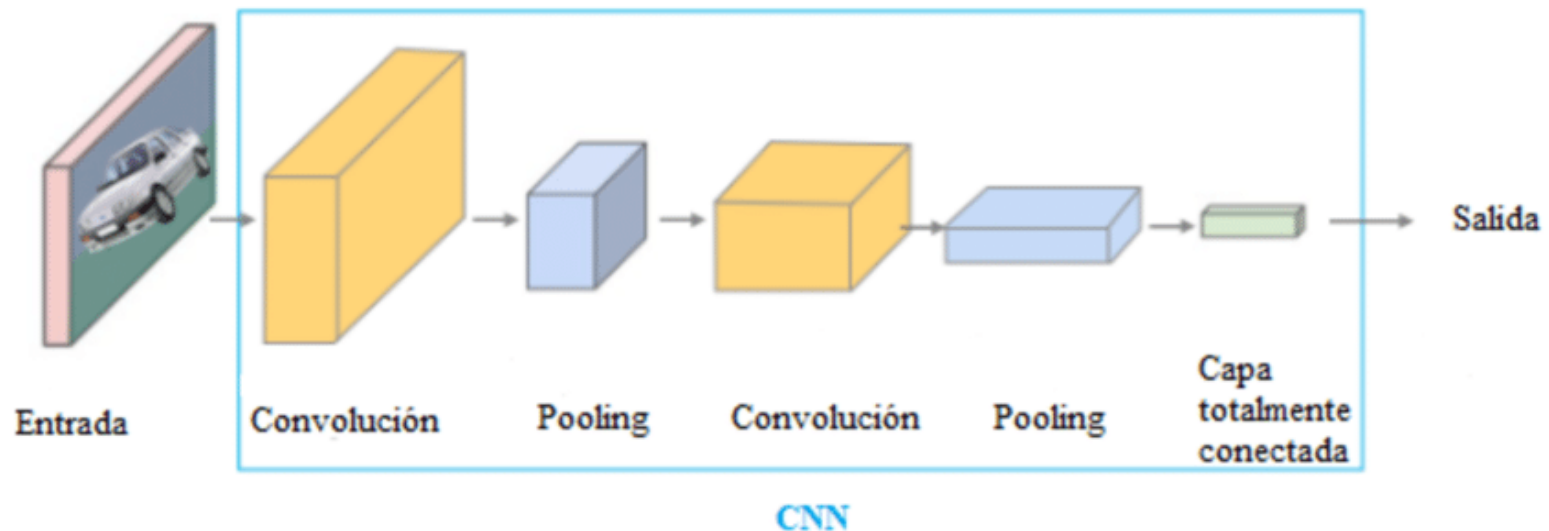 Entrada
Convolución
Pooling
Convolución
Pooling
Capa
totalmente
conectada
Salida
CNN